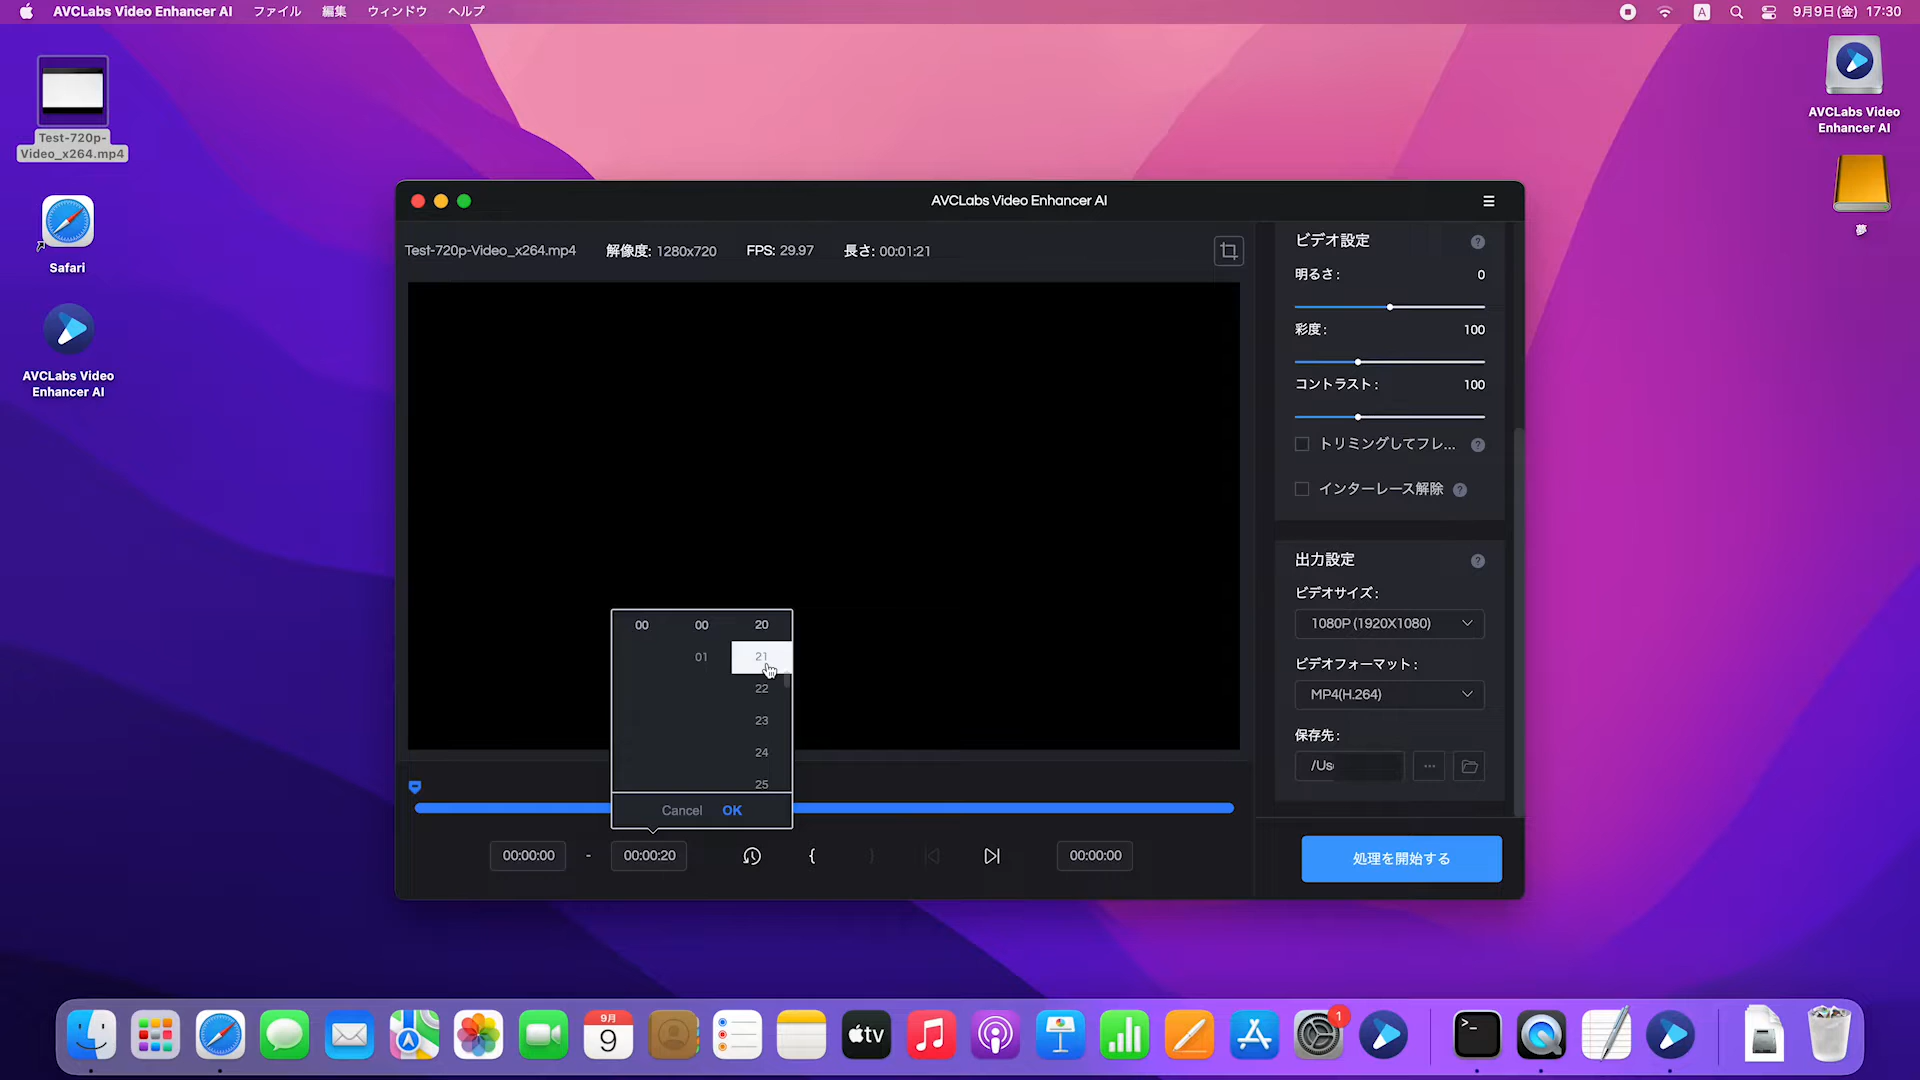 AVCLabs Video Enhancer AI ファイル 編集 ウィンドウ ヘルプ
A 9月9日(金) 17:30
Test-720p-
Video_x264.mp4
Safari
AVCLabs Video
Enhancer AI
AVCLabs Video
Enhancer AI
夢
AVCLabs Video Enhancer AI
Test-720p-Video_x264.mp4 解像度: 1280x720 FPS: 29.97 長さ: 00:01:21
ビデオ設定 ?
明るさ: 0
彩度: 100
コントラスト: 100
トリミングしてフレ... ?
インターレース解除 ?
出力設定 ?
ビデオサイズ:
1080P (1920X1080)
ビデオフォーマット:
MP4(H.264)
保存先:
/Us
...
00 00 20
01 21
22
23
24
25
Cancel OK
00:00:00 - 00:00:20 { } 00:00:00
処理を開始する
9月
9
tv
1
>_